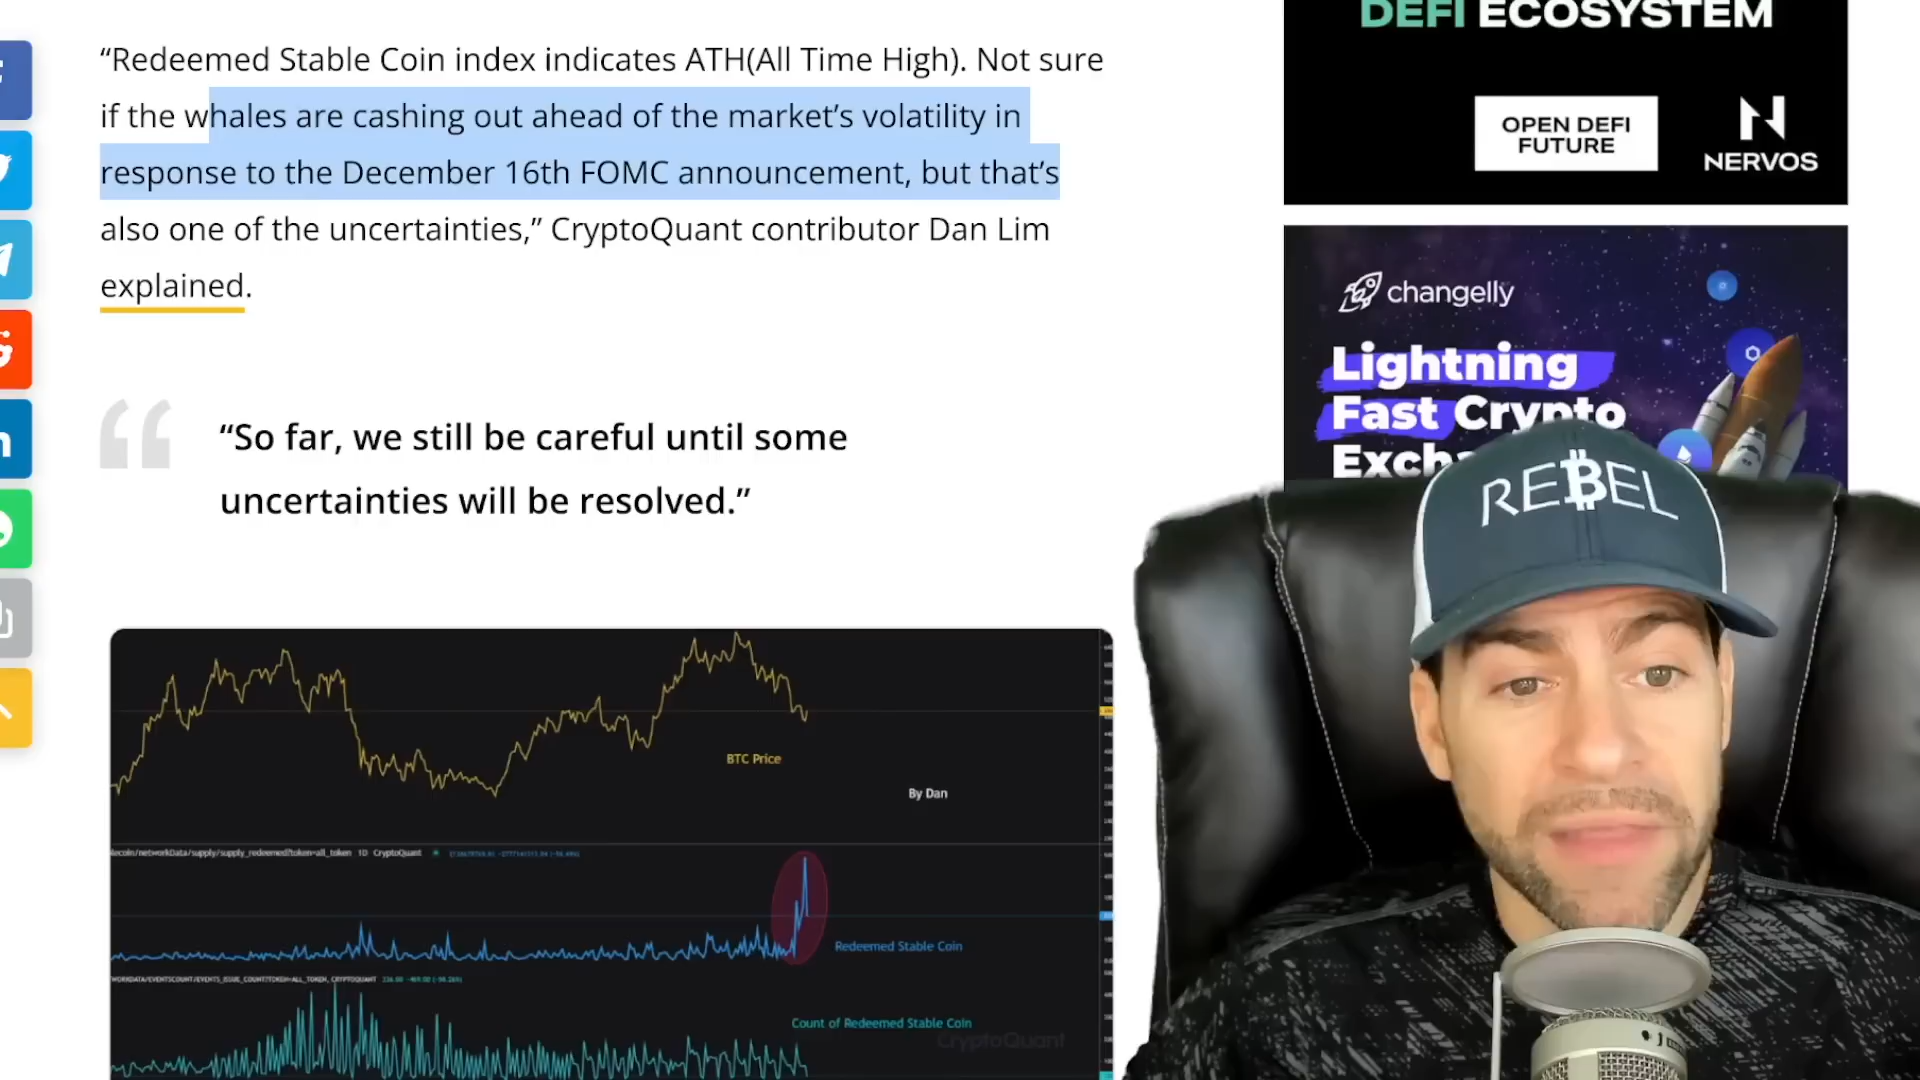 “Redeemed Stable Coin index indicates ATH(All Time High). Not sure
if the whales are cashing out ahead of the market’s volatility in
response to the December 16th FOMC announcement, but that’s
also one of the uncertainties,” CryptoQuant contributor Dan Lim
explained.
“So far, we still be careful until some
uncertainties will be resolved.”
BTC Price
By Dan
Redeemed Stable Coin
Count of Redeemed Stable Coin
CryptoQuant
DEFI ECOSYSTEM
OPEN DEFI
FUTURE
NERVOS
changelly
Lightning
Fast Crypto
REBEL